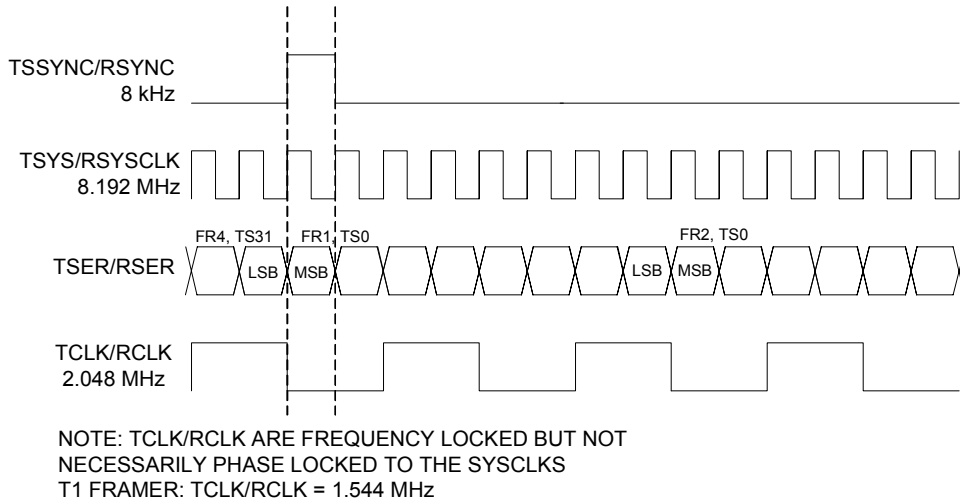 TSSYNC/RSYNC
8 kHz
TSYS/RSYSCLK
8.192 MHz
FR4, TS31
FR1, TS0
FR2, TS0
TSER/RSER
LSB
MSB
LSB
MSB
TCLK/RCLK
2.048 MHz
NOTE: TCLK/RCLK ARE FREQUENCY LOCKED BUT NOT
NECESSARILY PHASE LOCKED TO THE SYSCLKS
T1 FRAMER: TCLK/RCLK = 1.544 MHz